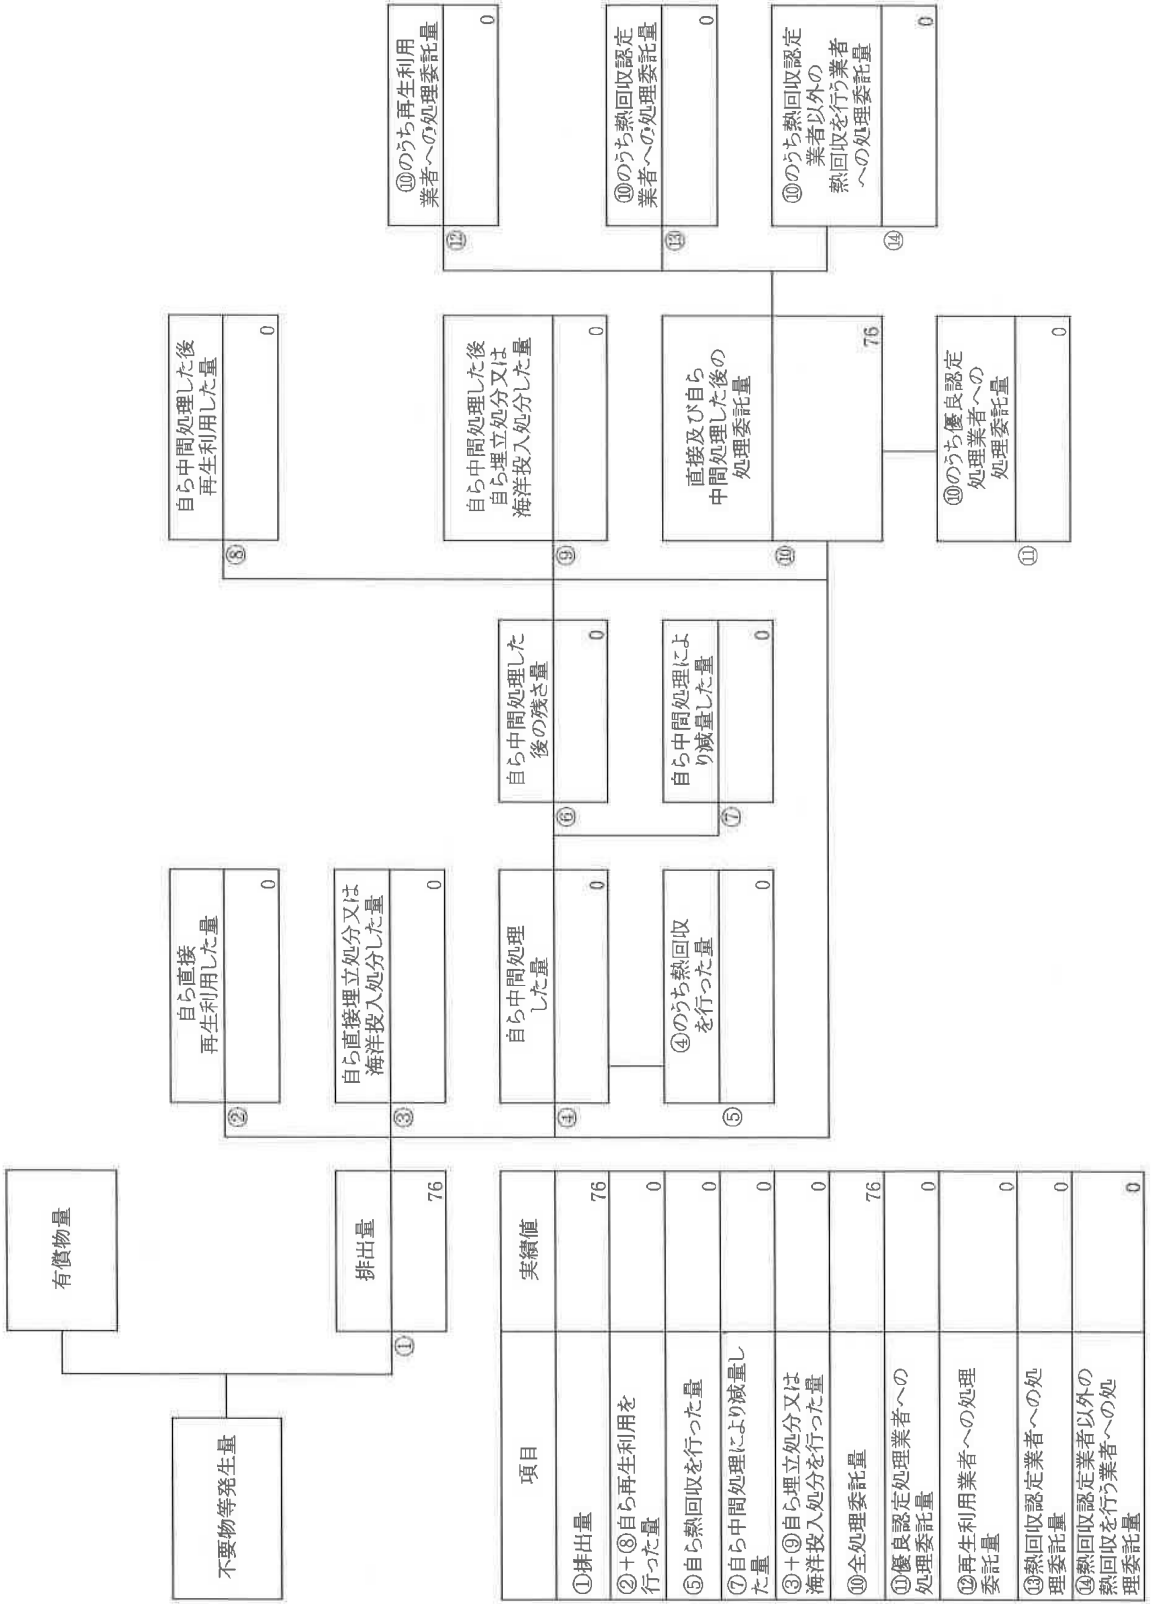 不要物等発生量
有償物量
排出量
①
76
自ら直接
再生利用した量
②
0
自ら直接埋立処分又は
海洋投入処分した量
③
0
自ら中間処理
した量
④
0
④のうち熱回収
を行った量
⑤
0
自ら中間処理した
後の残さ量
⑥
0
自ら中間処理によ
り減量した量
⑦
0
自ら中間処理した後
再生利用した量
⑧
0
自ら中間処理した後
自ら埋立処分又は
海洋投入処分した量
⑨
0
直接及び自ら
中間処理した後の
処理委託量
⑩
76
⑩のうち優良認定
処理業者への
処理委託量
⑪
0
⑩のうち再生利用
業者への処理委託量
⑫
0
⑩のうち熱回収認定
業者への処理委託量
⑬
0
⑩のうち熱回収認定
業者以外の
熱回収を行う業者
への処理委託量
⑭
0
項目 実績値
①排出量 76
②+⑧自ら再生利用を
行った量 0
⑤自ら熱回収を行った量 0
⑦自ら中間処理により減量し
た量 0
③+⑨自ら埋立処分又は
海洋投入処分を行った量 0
⑩全処理委託量 76
⑪優良認定処理業者への
処理委託量 0
⑫再生利用業者への処理
委託量 0
⑬熱回収認定業者への処
理委託量 0
⑭熱回収認定業者以外の
熱回収を行う業者への処
理委託量 0